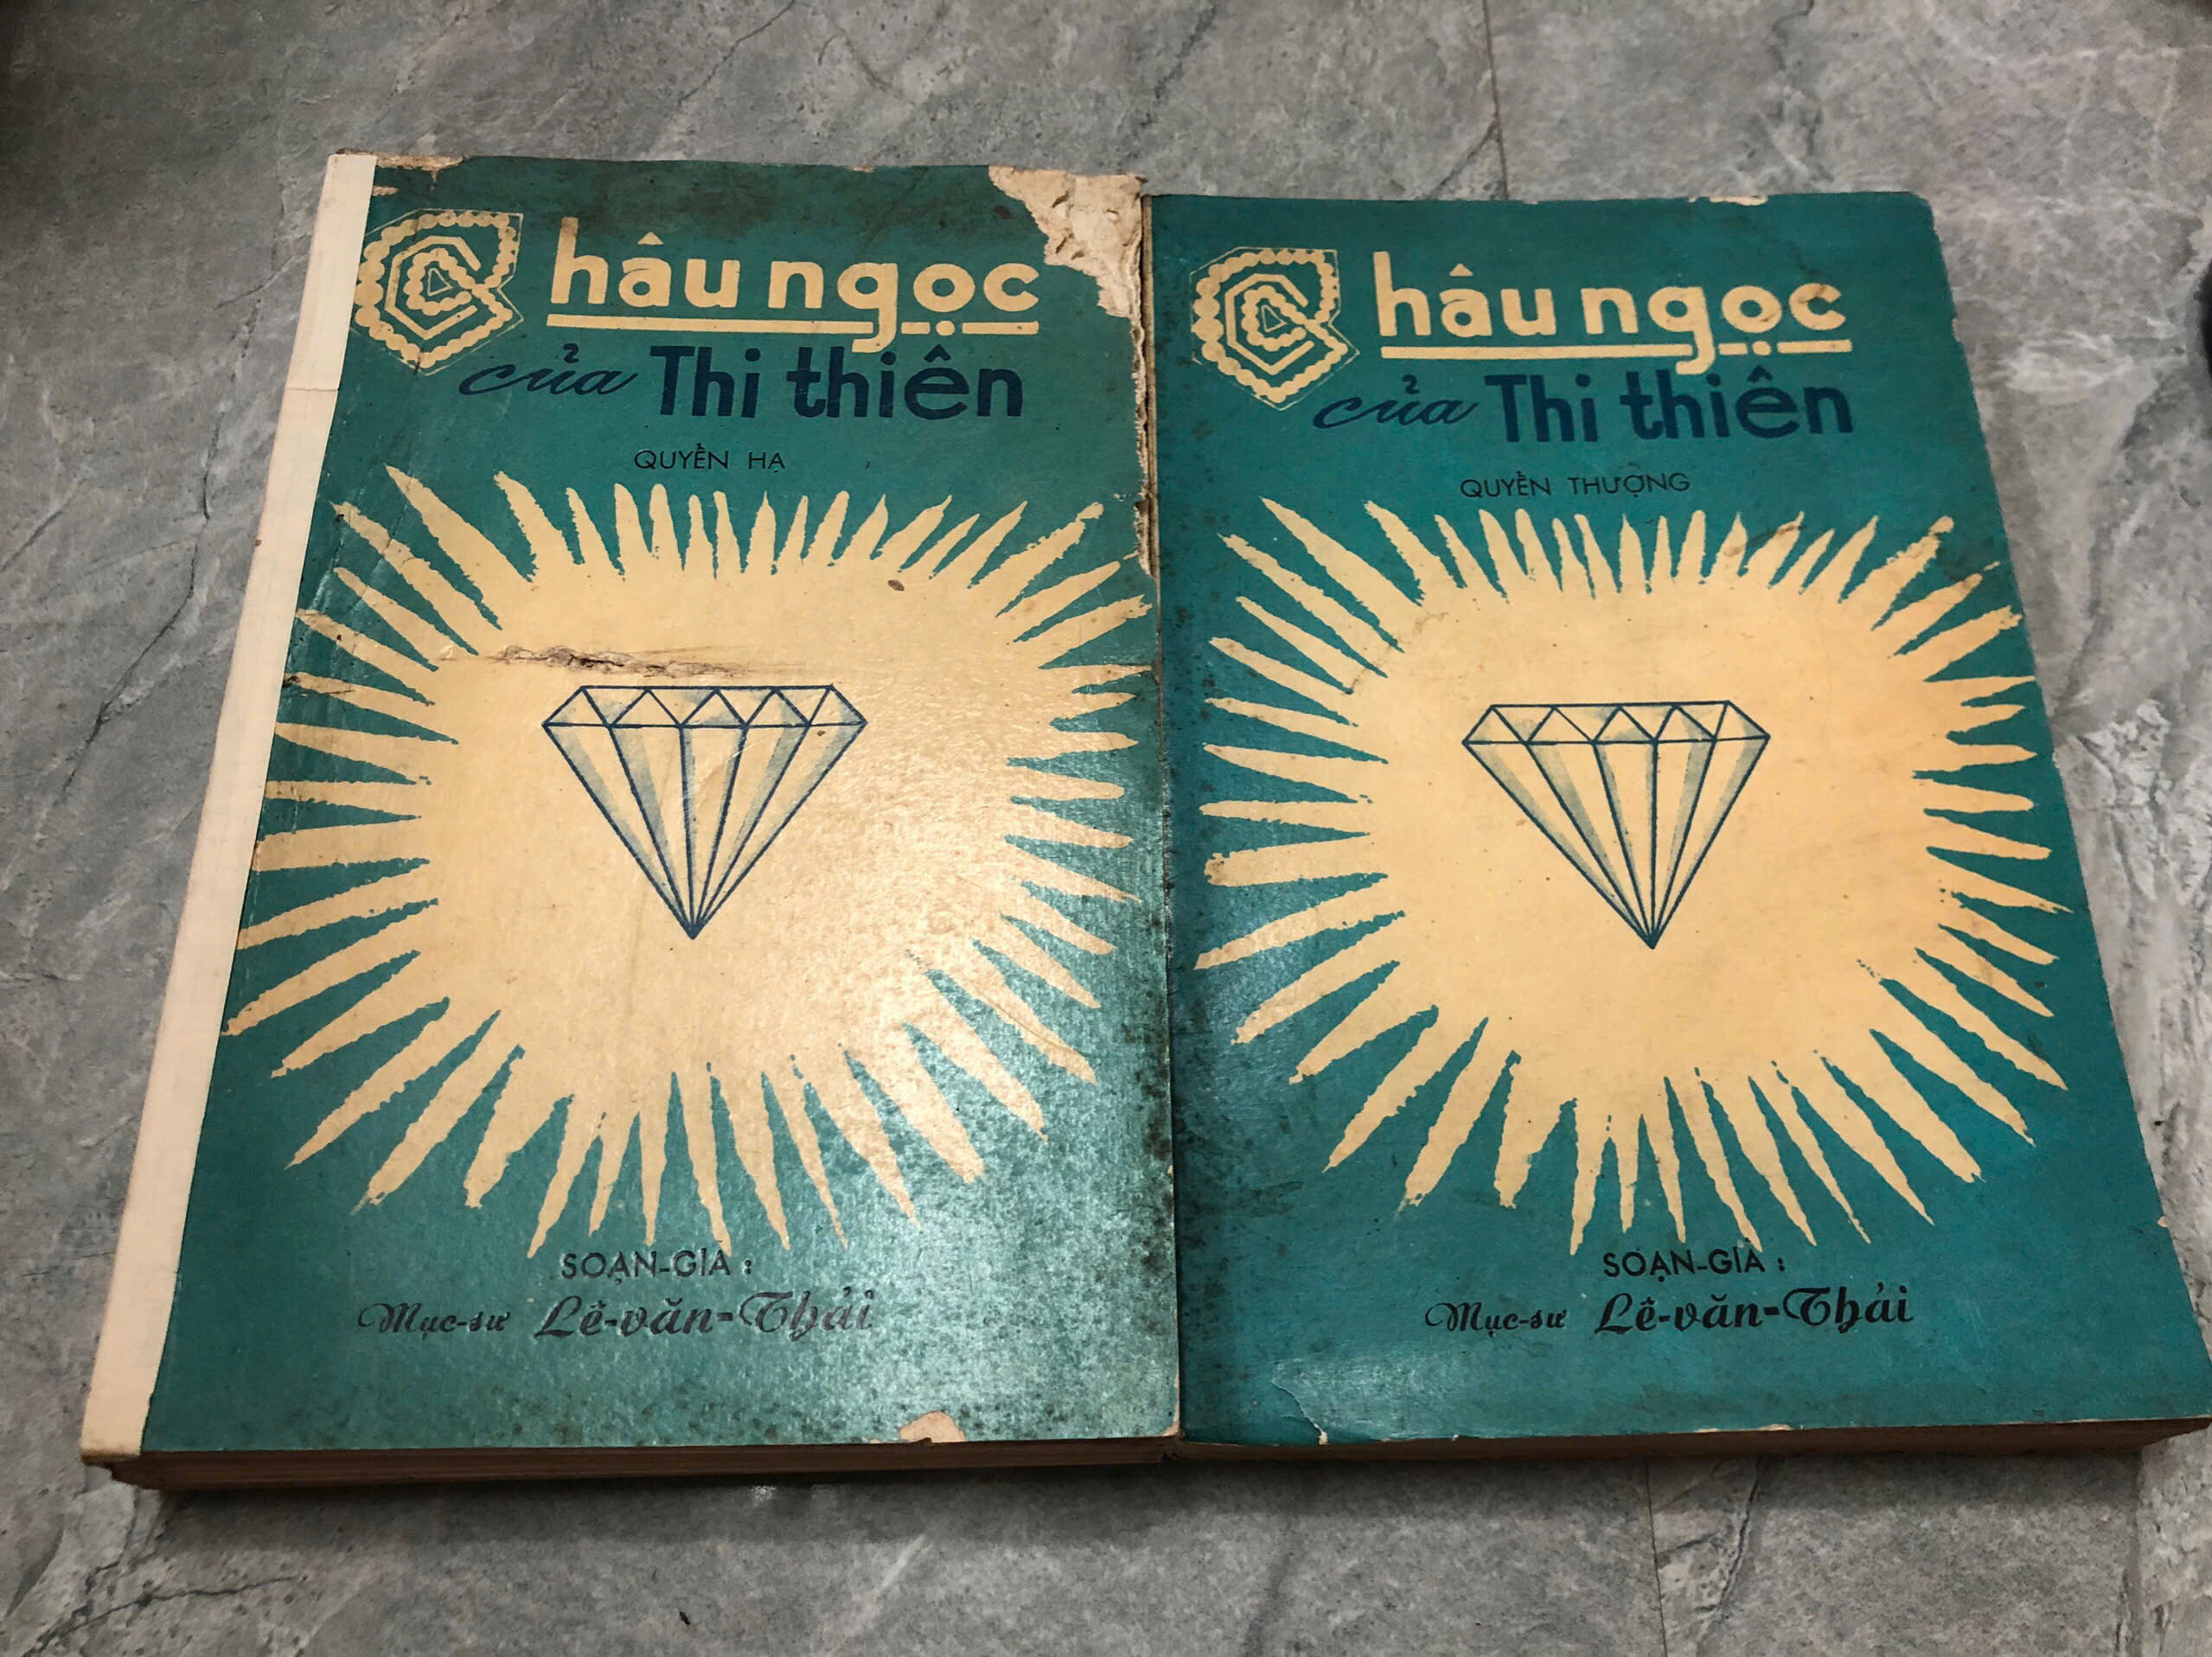 Châu ngọc
của Thi thiên
QUYỂN HẠ
SOẠN-GIẢ :
Mục-sư Lê-văn-Thái
Châu ngọc
của Thi thiên
QUYỂN THƯỢNG
SOẠN-GIẢ :
Mục-sư Lê-văn-Thái